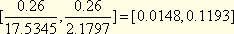 [0.26/17.5345, 0.26/2.1797] = [0.0148, 0.1193]